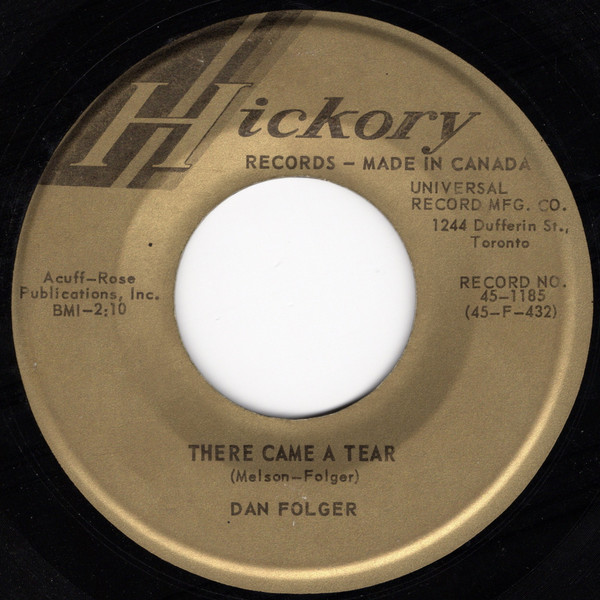 Hickory
RECORDS – MADE IN CANADA
UNIVERSAL
RECORD MFG. CO.
1244 Dufferin St.,
Toronto
Acuff–Rose
Publications, Inc.
BMI–2:10
RECORD NO.
45–1185
(45–F–432)
THERE CAME A TEAR
(Melson–Folger)
DAN FOLGER